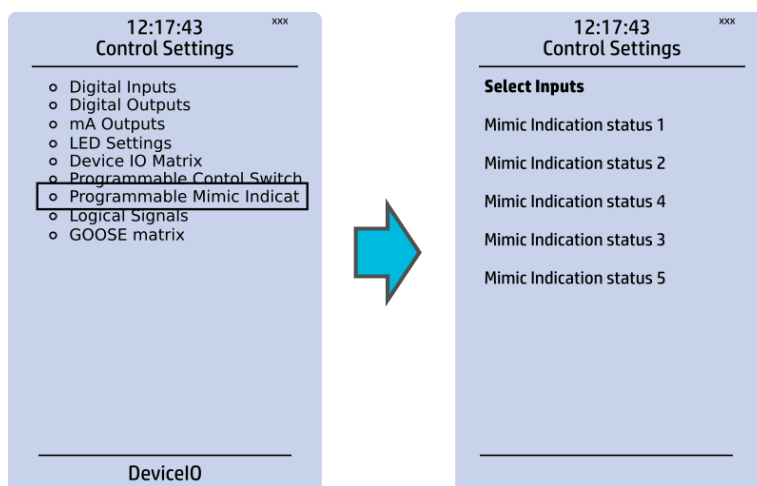 12:17:43 xxx
Control Settings
Digital Inputs
Digital Outputs
mA Outputs
LED Settings
Device IO Matrix
Programmable Contol Switch
Programmable Mimic Indicat
Logical Signals
GOOSE matrix
DeviceIO
12:17:43 xxx
Control Settings
Select Inputs
Mimic Indication status 1
Mimic Indication status 2
Mimic Indication status 4
Mimic Indication status 3
Mimic Indication status 5